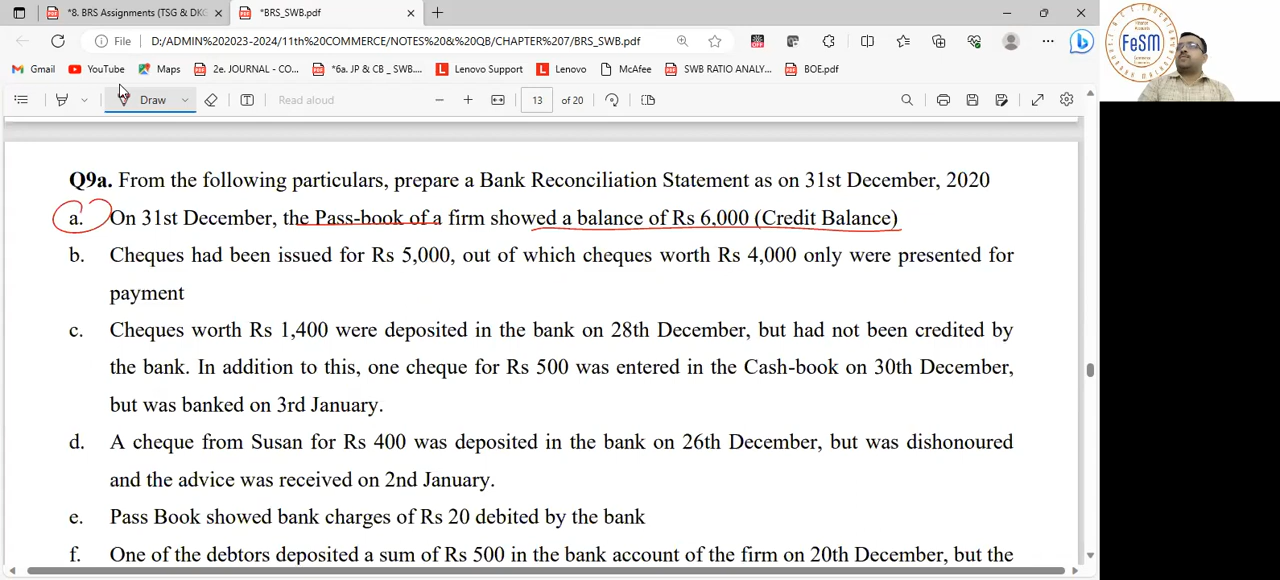 *8. BRS Assignments (TSG & DKG
*BRS_SWB.pdf
File
D:/ADMIN%202023-2024/11th%20COMMERCE/NOTES%20QB/CHAPTER%207/BRS_SWB.pdf
Gmail YouTube Maps 2e. JOURNAL - CO... *6a. JP & CB _ SWB.... Lenovo Support Lenovo McAfee SWB RATIO ANALY... BOE.pdf
Draw Read aloud 13 of 20
FeSM
Q9a. From the following particulars, prepare a Bank Reconciliation Statement as on 31st December, 2020
a. On 31st December, the Pass-book of a firm showed a balance of Rs 6,000 (Credit Balance)
b. Cheques had been issued for Rs 5,000, out of which cheques worth Rs 4,000 only were presented for
payment
c. Cheques worth Rs 1,400 were deposited in the bank on 28th December, but had not been credited by
the bank. In addition to this, one cheque for Rs 500 was entered in the Cash-book on 30th December,
but was banked on 3rd January.
d. A cheque from Susan for Rs 400 was deposited in the bank on 26th December, but was dishonoured
and the advice was received on 2nd January.
e. Pass Book showed bank charges of Rs 20 debited by the bank
f. One of the debtors deposited a sum of Rs 500 in the bank account of the firm on 20th December, but the